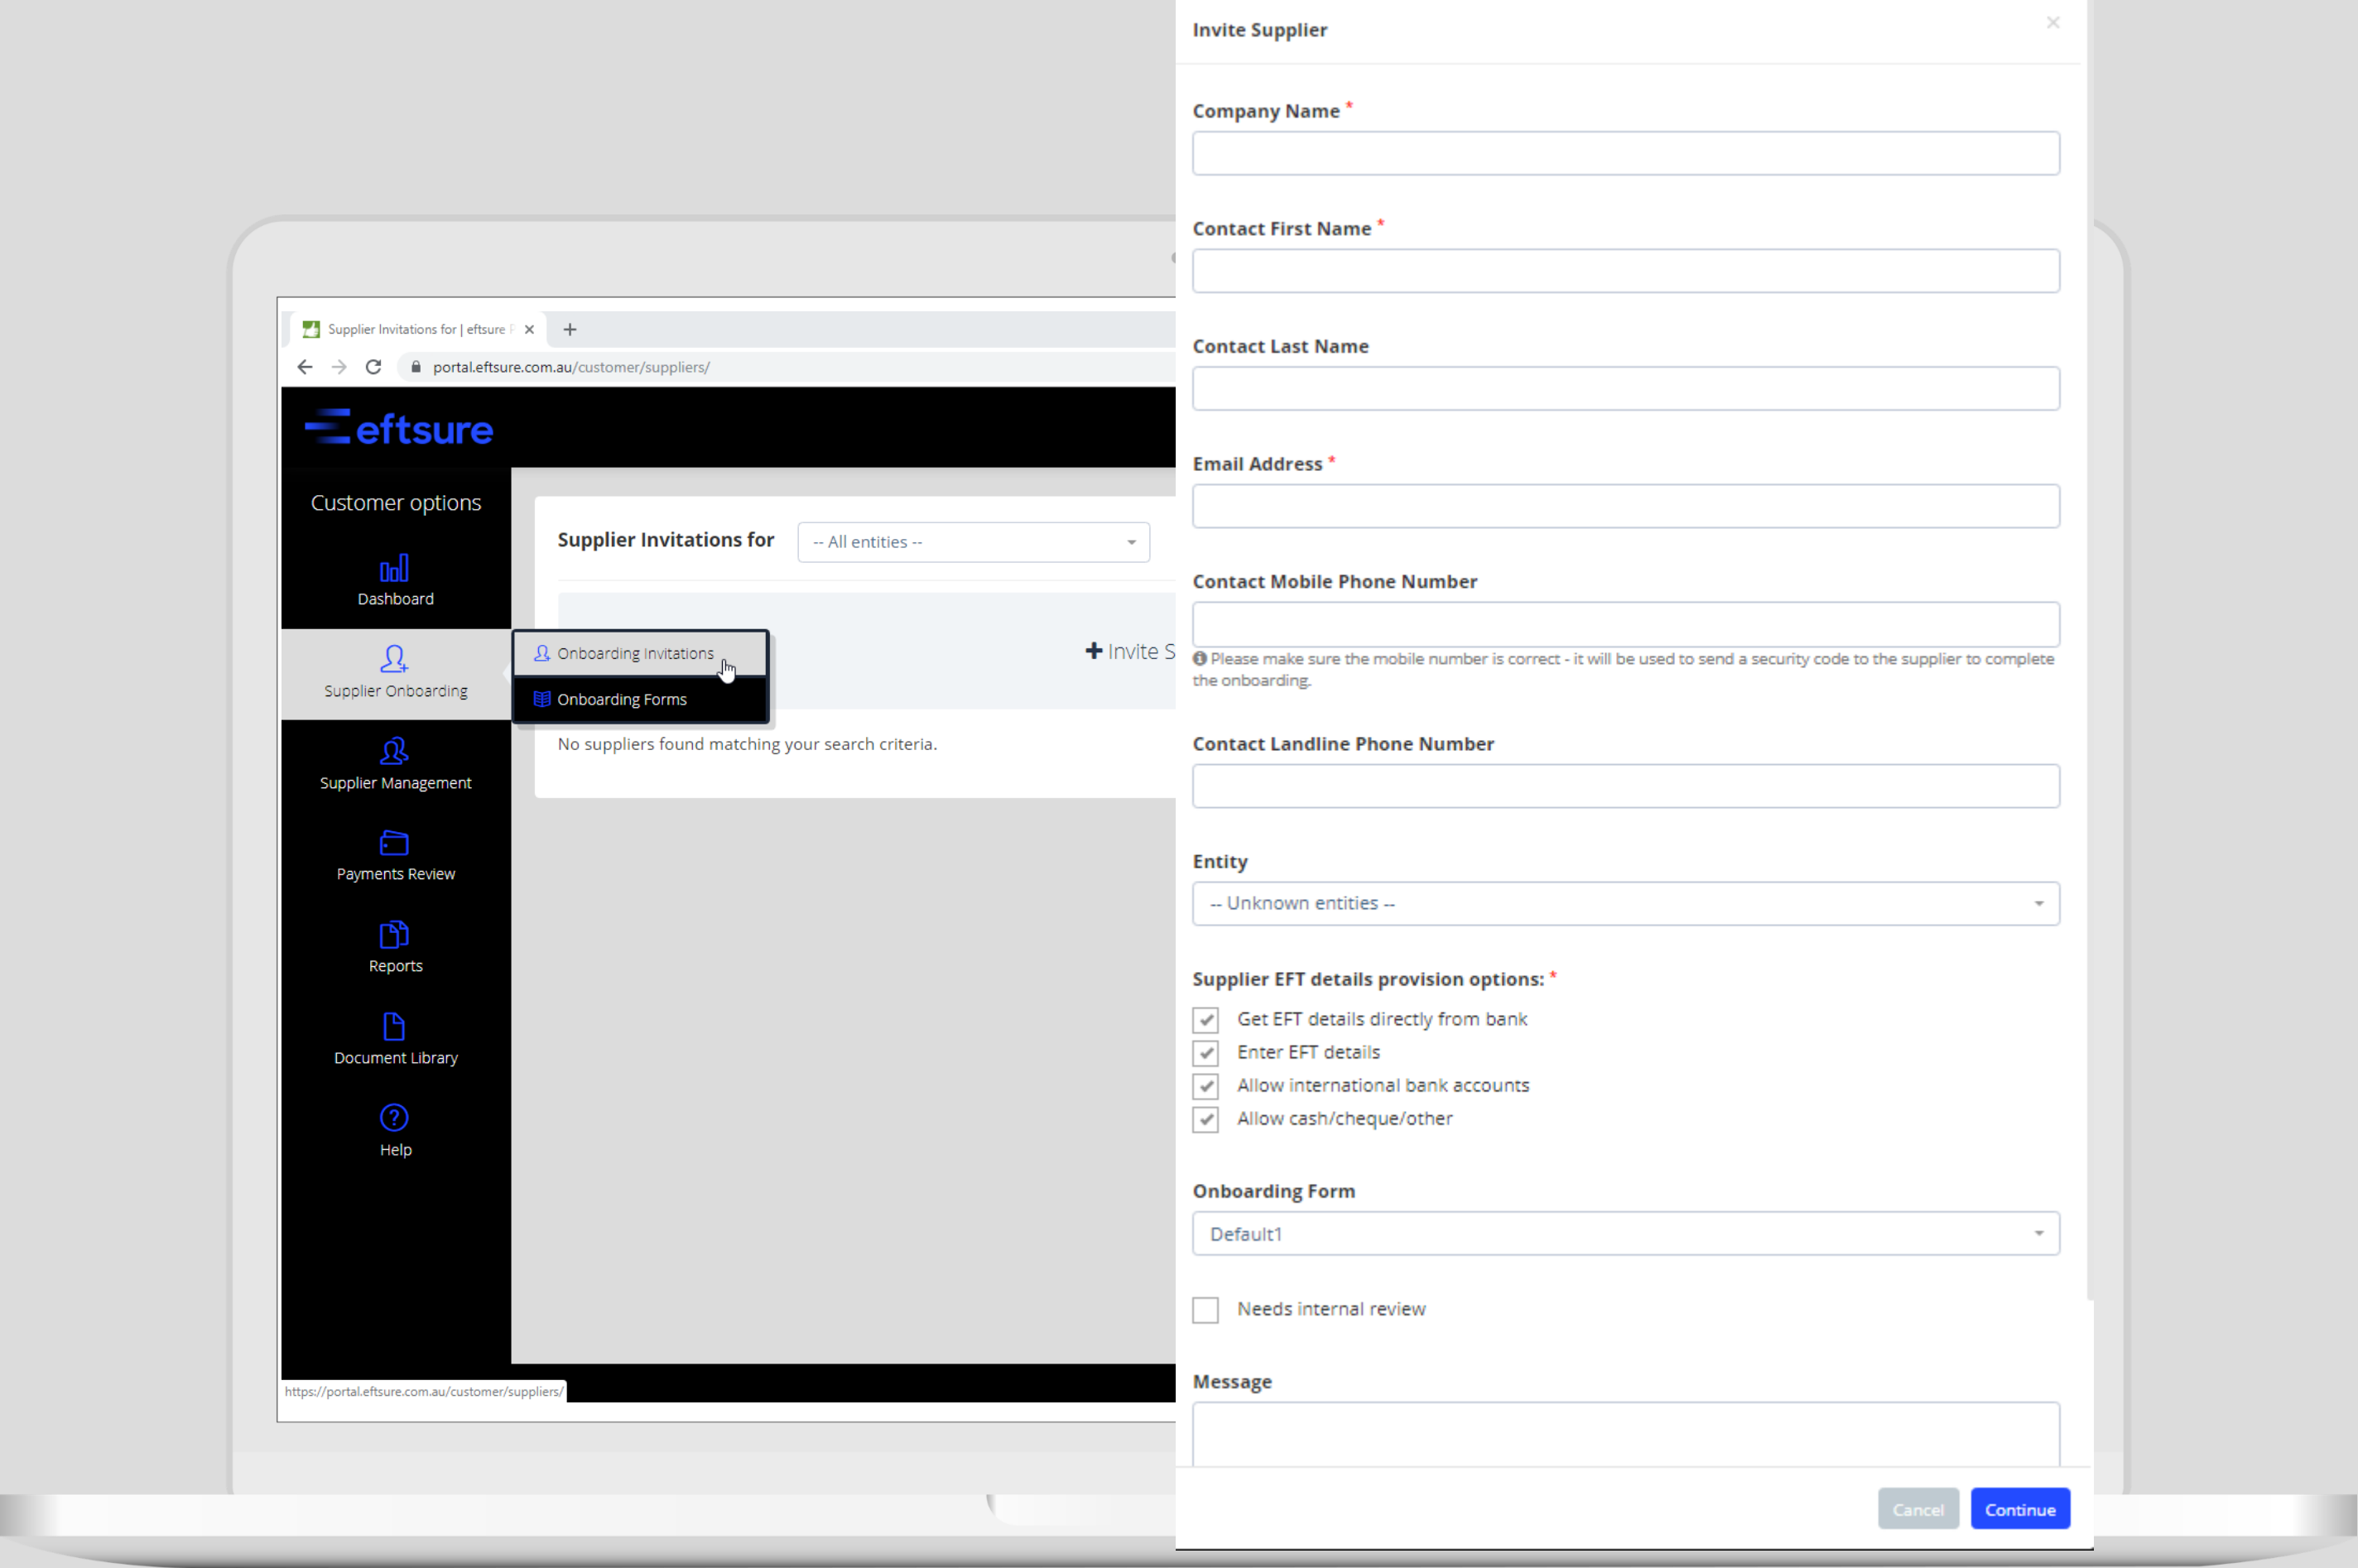 Supplier Invitations for | eftsure
portal.eftsure.com.au/customer/suppliers/
eftsure
Customer options
Dashboard
Supplier Onboarding
Supplier Management
Payments Review
Reports
Document Library
Help
Onboarding Invitations
Onboarding Forms
Supplier Invitations for
-- All entities --
+ Invite S
No suppliers found matching your search criteria.
https://portal.eftsure.com.au/customer/suppliers/
Invite Supplier
Company Name *
Contact First Name *
Contact Last Name
Email Address *
Contact Mobile Phone Number
Please make sure the mobile number is correct - it will be used to send a security code to the supplier to complete
the onboarding.
Contact Landline Phone Number
Entity
-- Unknown entities --
Supplier EFT details provision options: *
Get EFT details directly from bank
Enter EFT details
Allow international bank accounts
Allow cash/cheque/other
Onboarding Form
Default1
Needs internal review
Message
Cancel
Continue